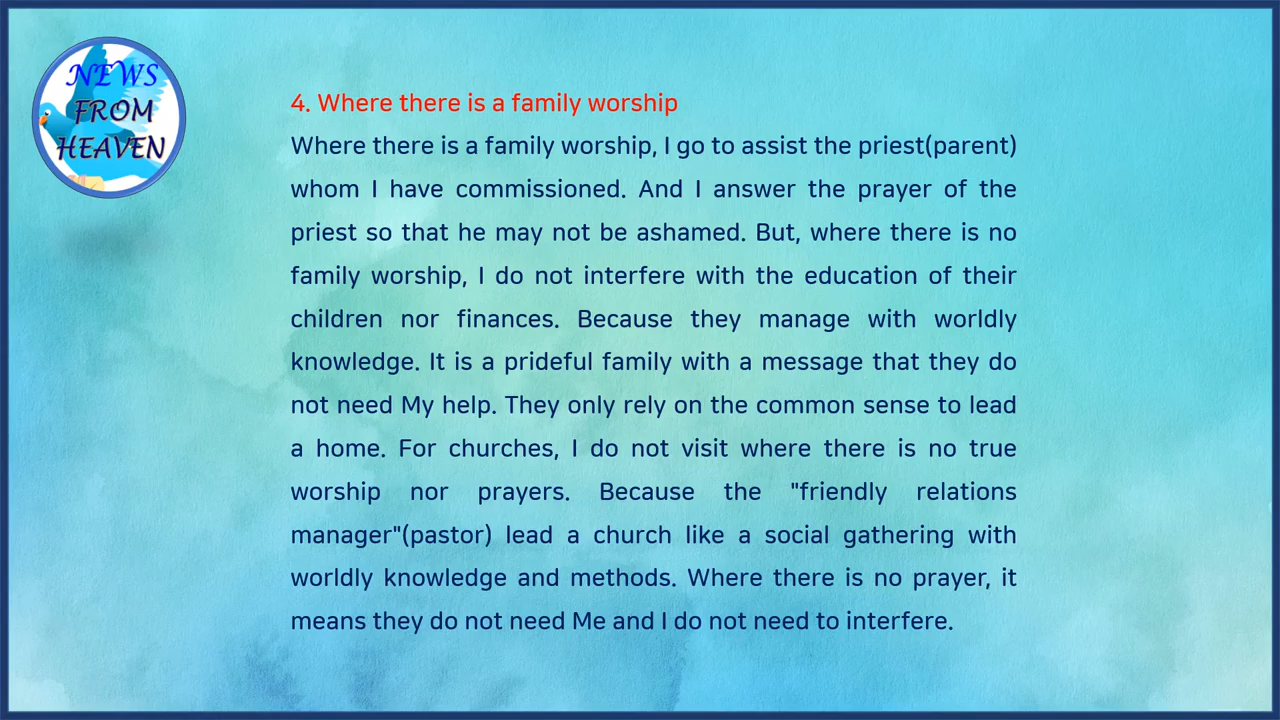 NEWS
FROM
HEAVEN
4. Where there is a family worship
Where there is a family worship, I go to assist the priest(parent)
whom I have commissioned. And I answer the prayer of the
priest so that he may not be ashamed. But, where there is no
family worship, I do not interfere with the education of their
children nor finances. Because they manage with worldly
knowledge. It is a prideful family with a message that they do
not need My help. They only rely on the common sense to lead
a home. For churches, I do not visit where there is no true
worship nor prayers. Because the "friendly relations
manager"(pastor) lead a church like a social gathering with
worldly knowledge and methods. Where there is no prayer, it
means they do not need Me and I do not need to interfere.